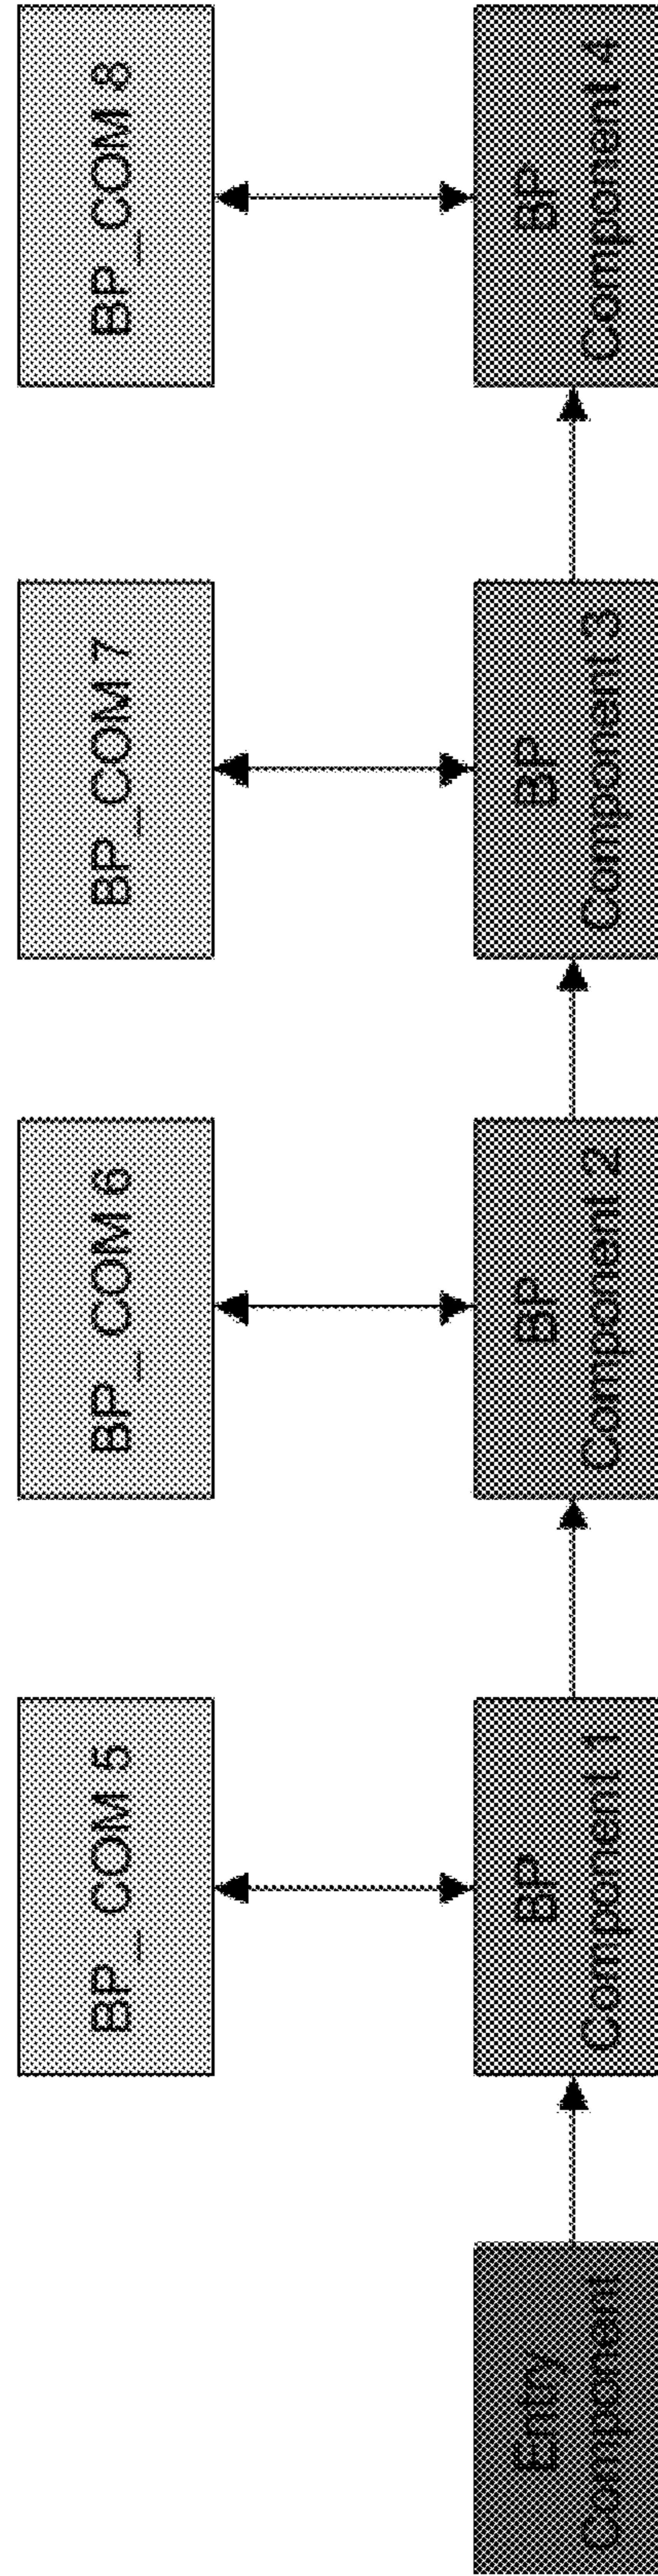 BP_COM 5
BP_COM 6
BP_COM 7
BP_COM 8
Entry
Component
BP
Component 1
BP
Component 2
BP
Component 3
BP
Component 4